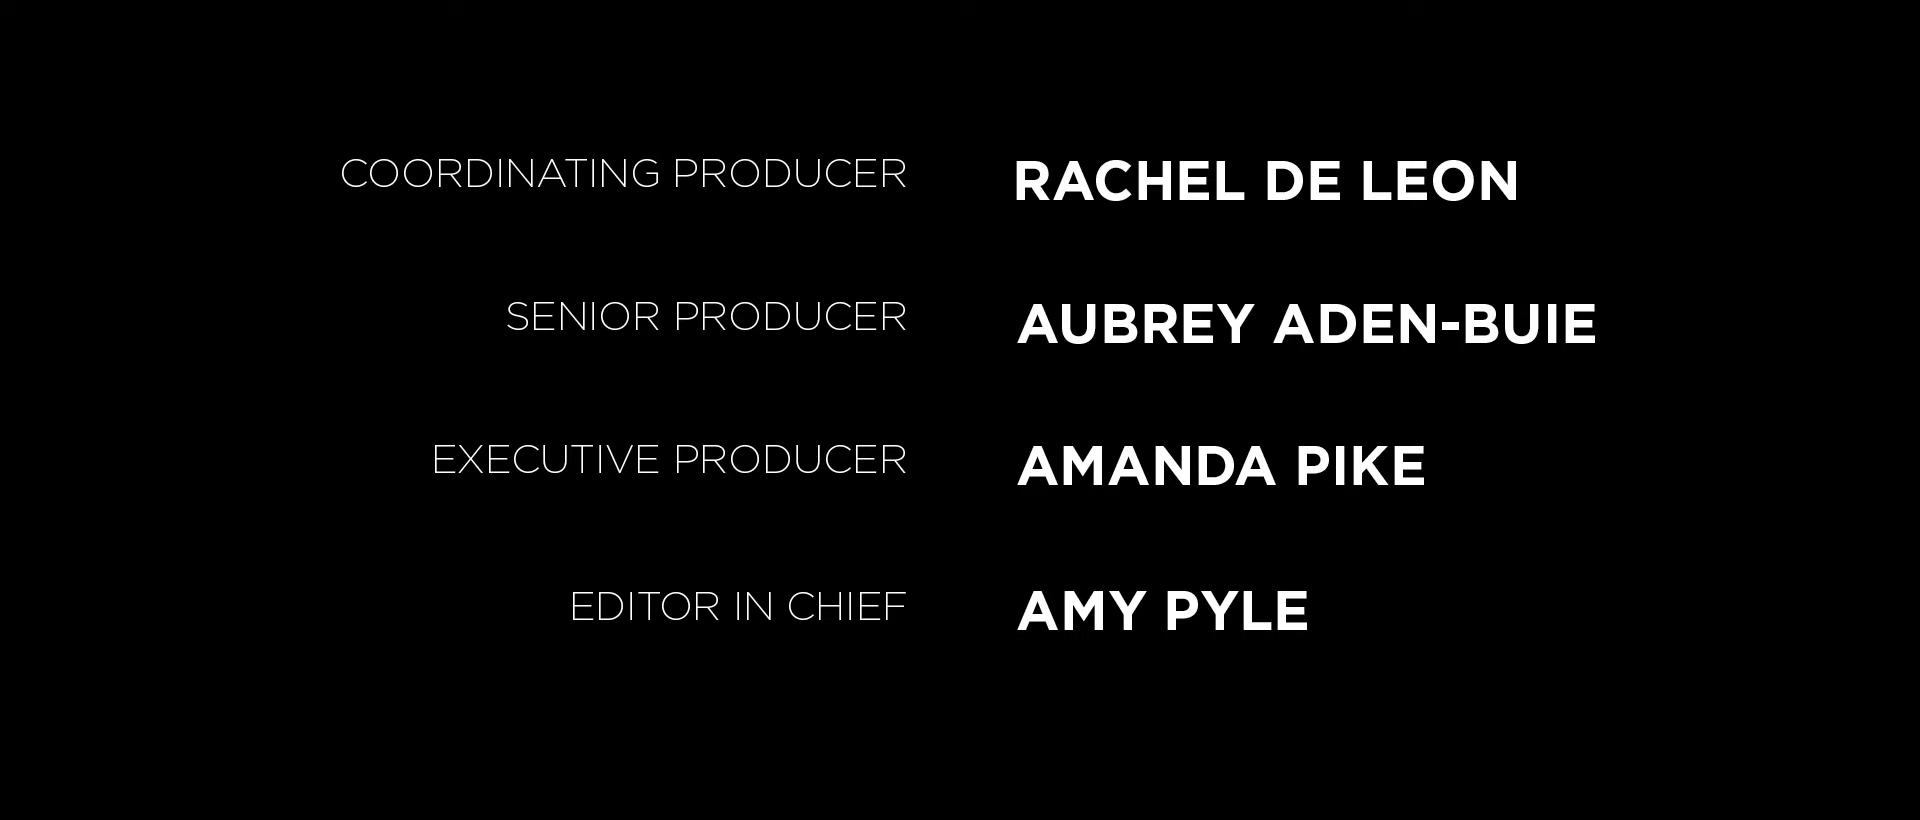 COORDINATING PRODUCER RACHEL DE LEON
SENIOR PRODUCER AUBREY ADEN-BUIE
EXECUTIVE PRODUCER AMANDA PIKE
EDITOR IN CHIEF AMY PYLE